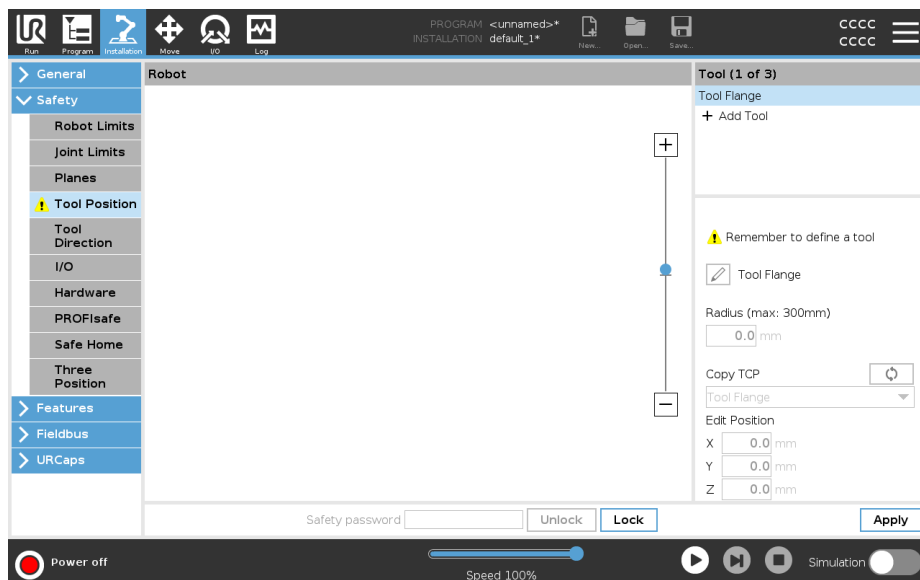 Run
Program
Installation
Move
I/O
Log
PROGRAM <unnamed>*
INSTALLATION default_1*
New...
Open...
Save...
CCCC
CCCC
General
Safety
Robot Limits
Joint Limits
Planes
Tool Position
Tool
Direction
I/O
Hardware
PROFIsafe
Safe Home
Three
Position
Features
Fieldbus
URCaps
Robot
Tool (1 of 3)
Tool Flange
+ Add Tool
Remember to define a tool
Tool Flange
Radius (max: 300mm)
0.0 mm
Copy TCP
Tool Flange
Edit Position
X 0.0 mm
Y 0.0 mm
Z 0.0 mm
Safety password Unlock Lock
Apply
Power off
Speed 100%
Simulation